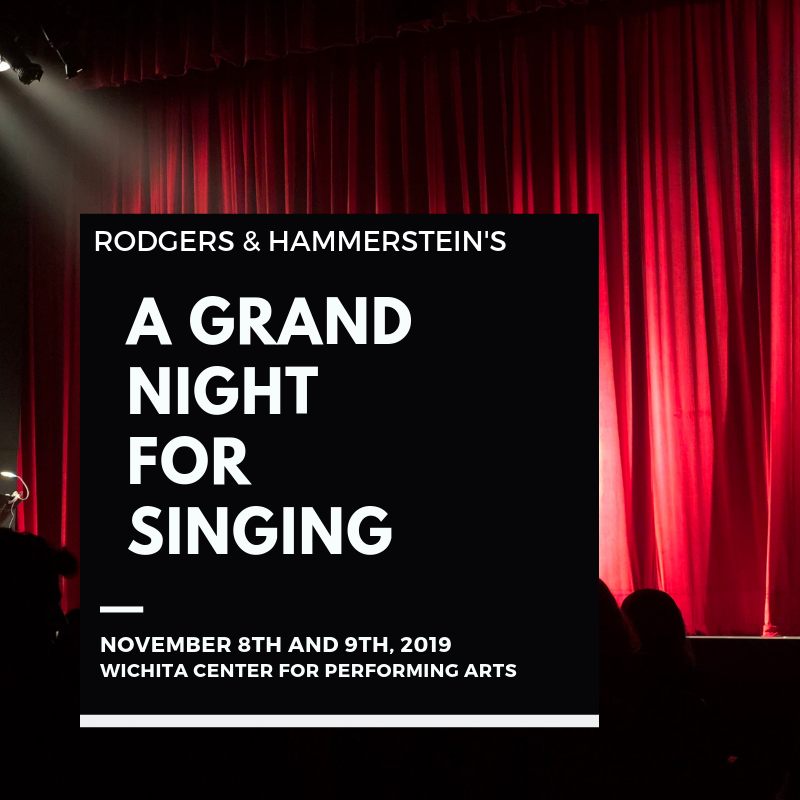 RODGERS & HAMMERSTEIN'S
A GRAND
NIGHT
FOR
SINGING
NOVEMBER 8TH AND 9TH, 2019
WICHITA CENTER FOR PERFORMING ARTS